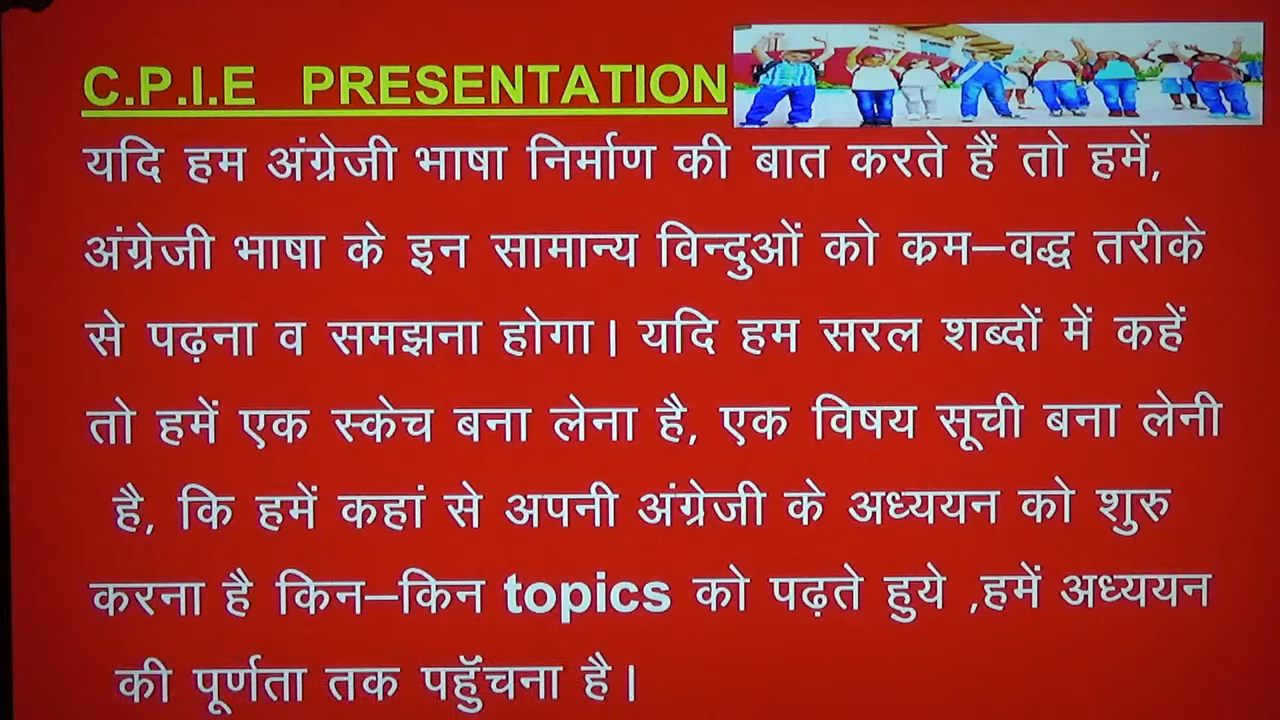 C.P.I.E PRESENTATION
यदि हम अंग्रेजी भाषा निर्माण की बात करते हैं तो हमें,
अंग्रेजी भाषा के इन सामान्य विन्दुओं को क्रम–वद्ध तरीके
से पढ़ना व समझना होगा। यदि हम सरल शब्दों में कहें
तो हमें एक स्केच बना लेना है, एक विषय सूची बना लेनी
है, कि हमें कहां से अपनी अंग्रेजी के अध्ययन को शुरु
करना है किन–किन topics को पढ़ते हुये ,हमें अध्ययन
की पूर्णता तक पहुॅचना है।